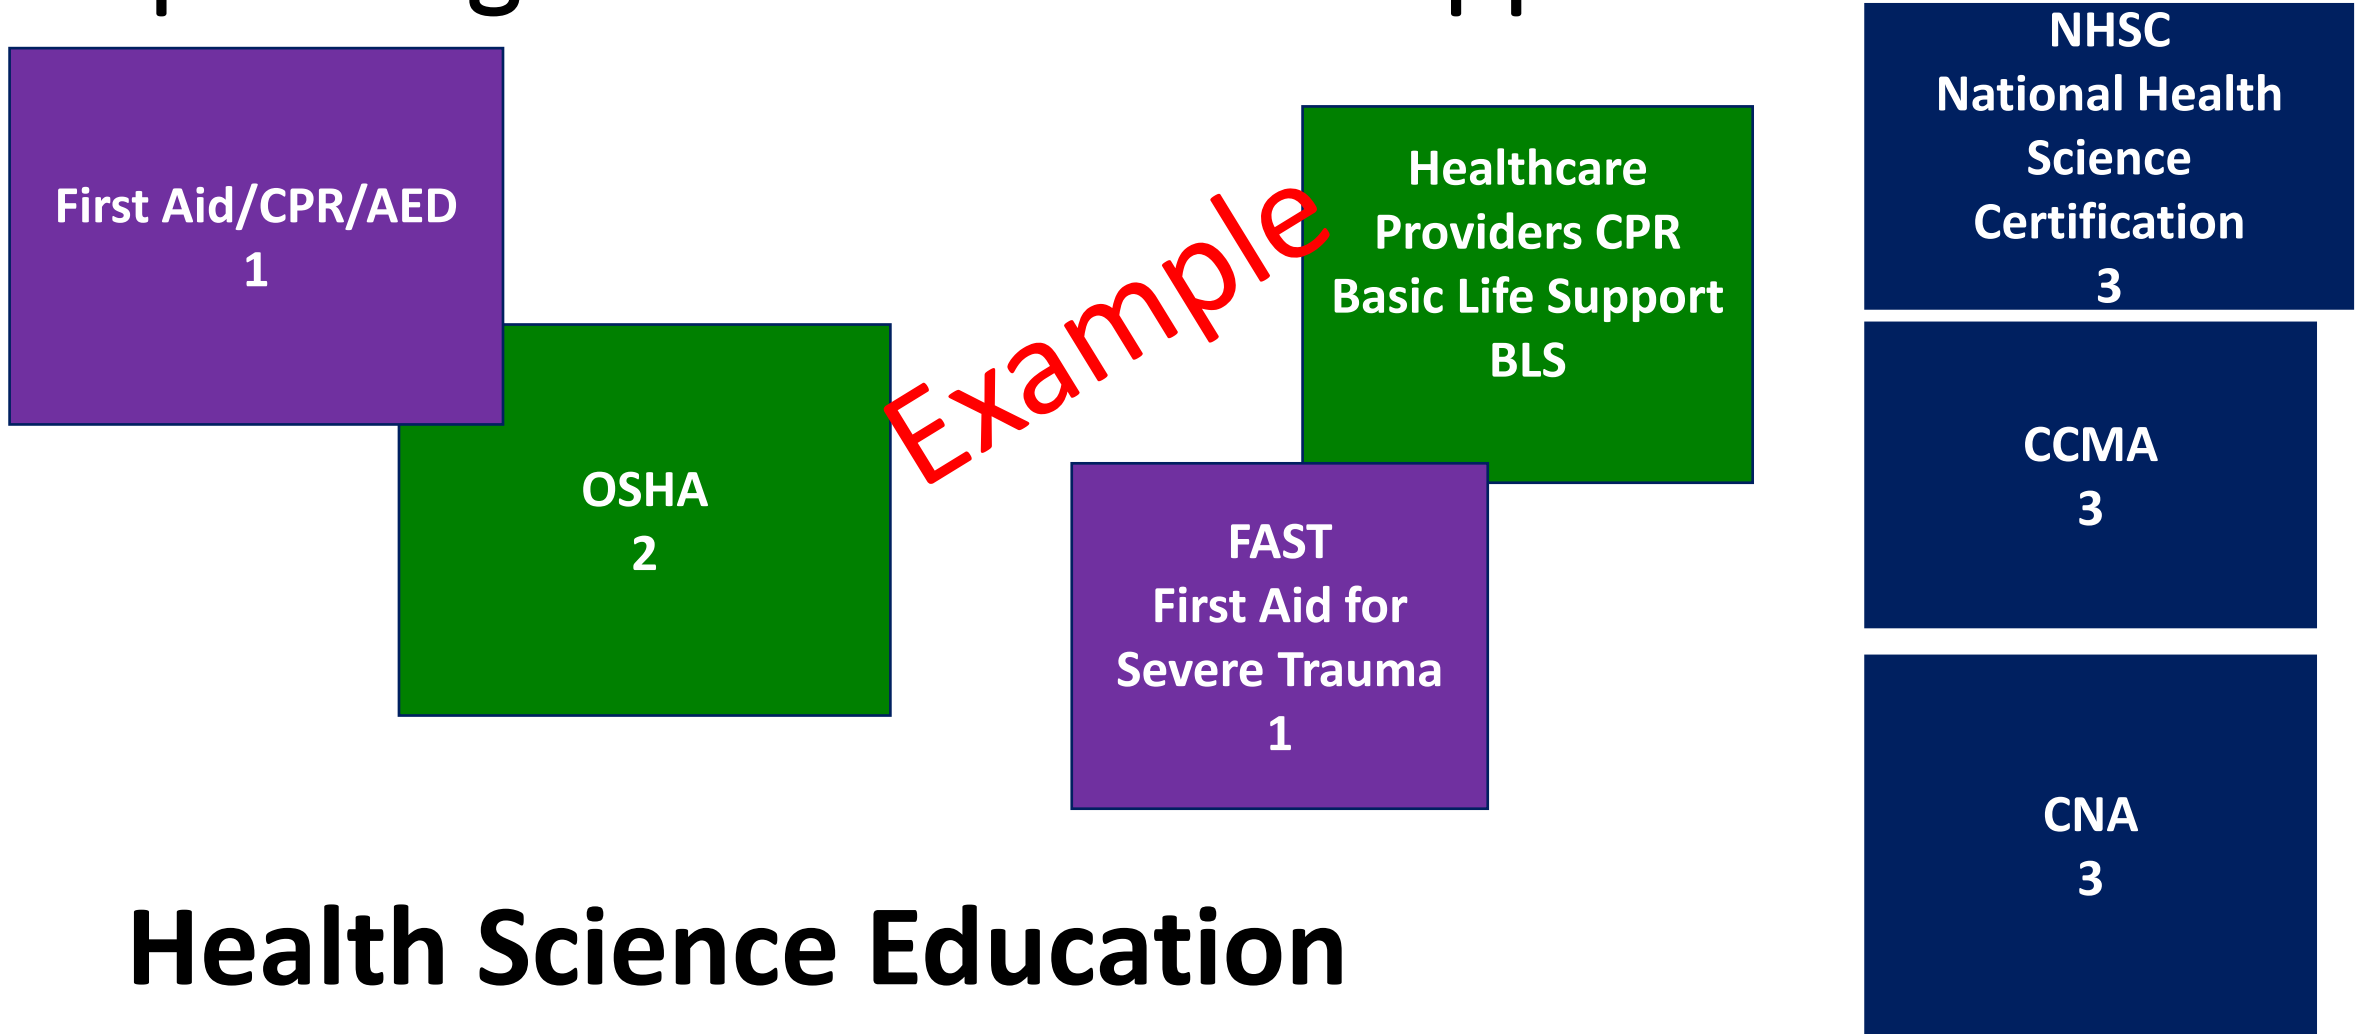 First Aid/CPR/AED
1
OSHA
2
Example
Healthcare
Providers CPR
Basic Life Support
BLS
FAST
First Aid for
Severe Trauma
1
NHSC
National Health
Science
Certification
3
CCMA
3
CNA
3
Health Science Education